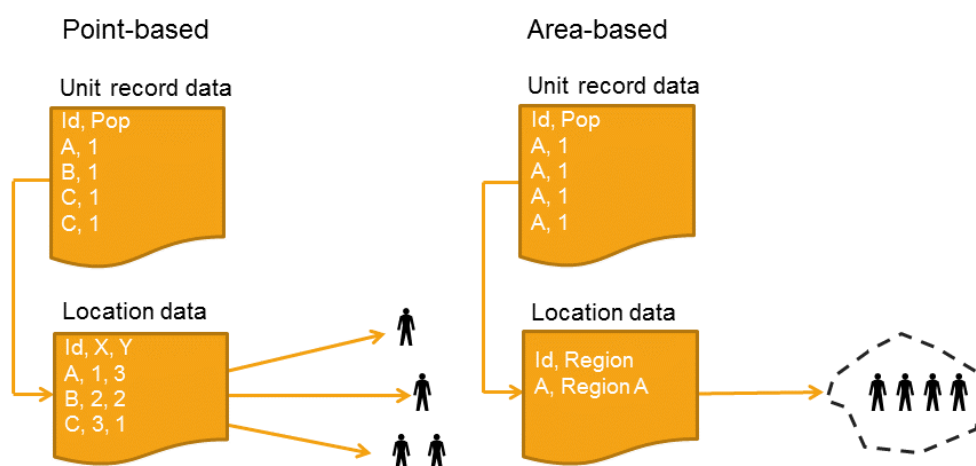 Point-based
Unit record data
Id, Pop
A, 1
B, 1
C, 1
C, 1
Location data
Id, X, Y
A, 1, 3
B, 2, 2
C, 3, 1
Area-based
Unit record data
Id, Pop
A, 1
A, 1
A, 1
A, 1
Location data
Id, Region
A, Region A